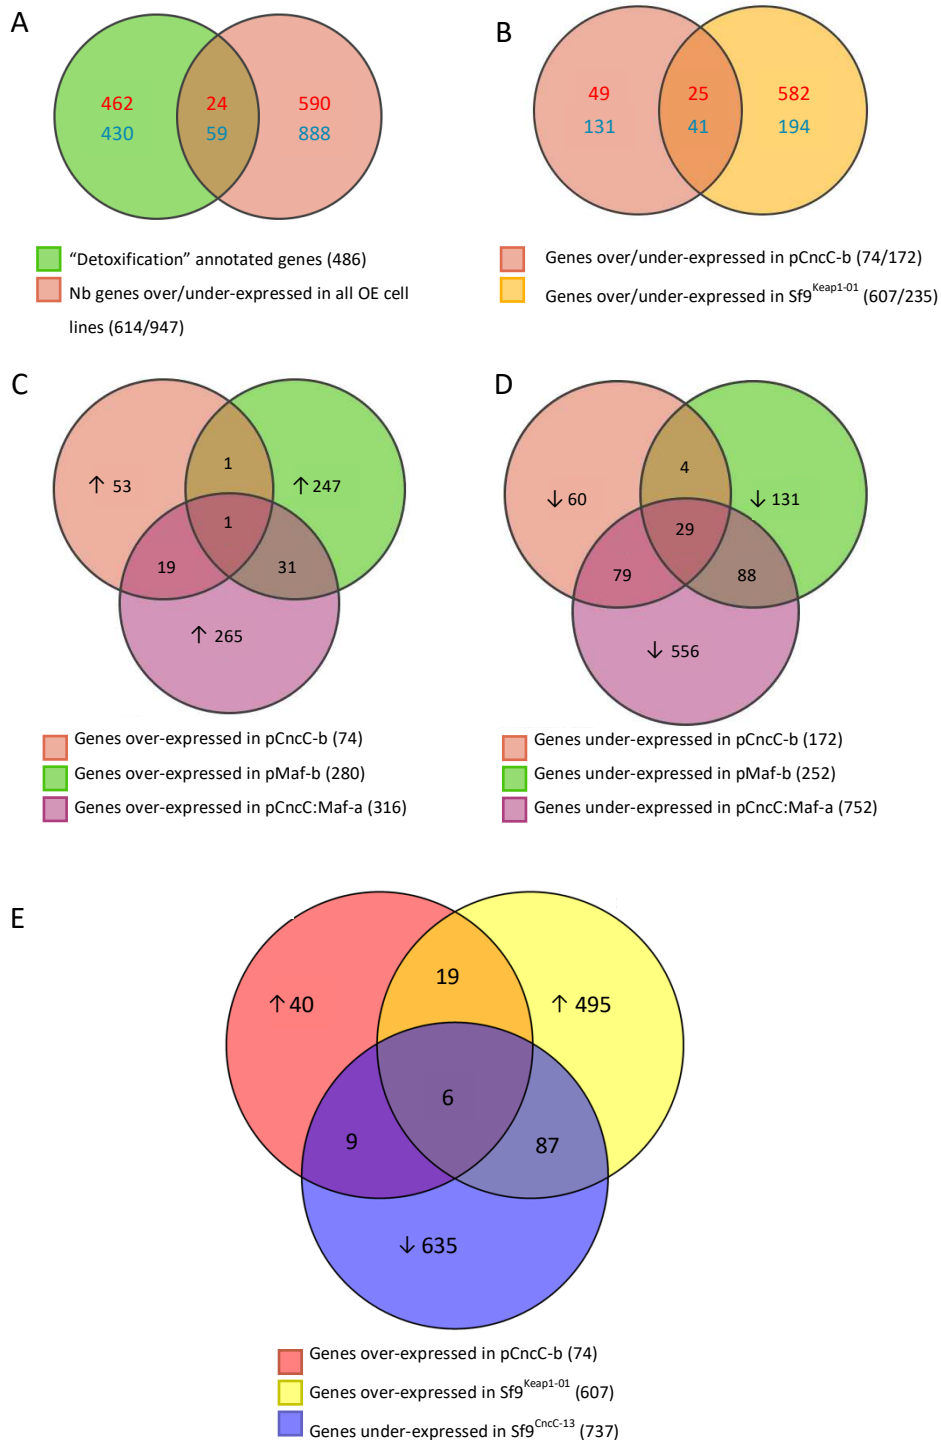 A
B
462 24 590
430 59 888
49 25 582
131 41 194
“Detoxification” annotated genes (486)
Nb genes over/under-expressed in all OE cell
lines (614/947)
Genes over/under-expressed in pCncC-b (74/172)
Genes over/under-expressed in Sf9Keap1-01 (607/235)
C
D
1
↑ 53
↑ 247
1
19
31
↑ 265
4
↓ 60
↓ 131
29
79
88
↓ 556
Genes over-expressed in pCncC-b (74)
Genes over-expressed in pMaf-b (280)
Genes over-expressed in pCncC:Maf-a (316)
Genes under-expressed in pCncC-b (172)
Genes under-expressed in pMaf-b (252)
Genes under-expressed in pCncC:Maf-a (752)
E
19
↑ 40
↑ 495
6
9
87
↓ 635
Genes over-expressed in pCncC-b (74)
Genes over-expressed in Sf9Keap1-01 (607)
Genes under-expressed in Sf9CncC-13 (737)